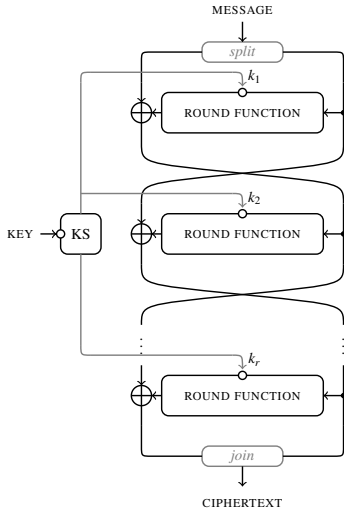 MESSAGE
split
k1
ROUND FUNCTION
k2
KEY
KS
ROUND FUNCTION
kr
ROUND FUNCTION
join
CIPHERTEXT